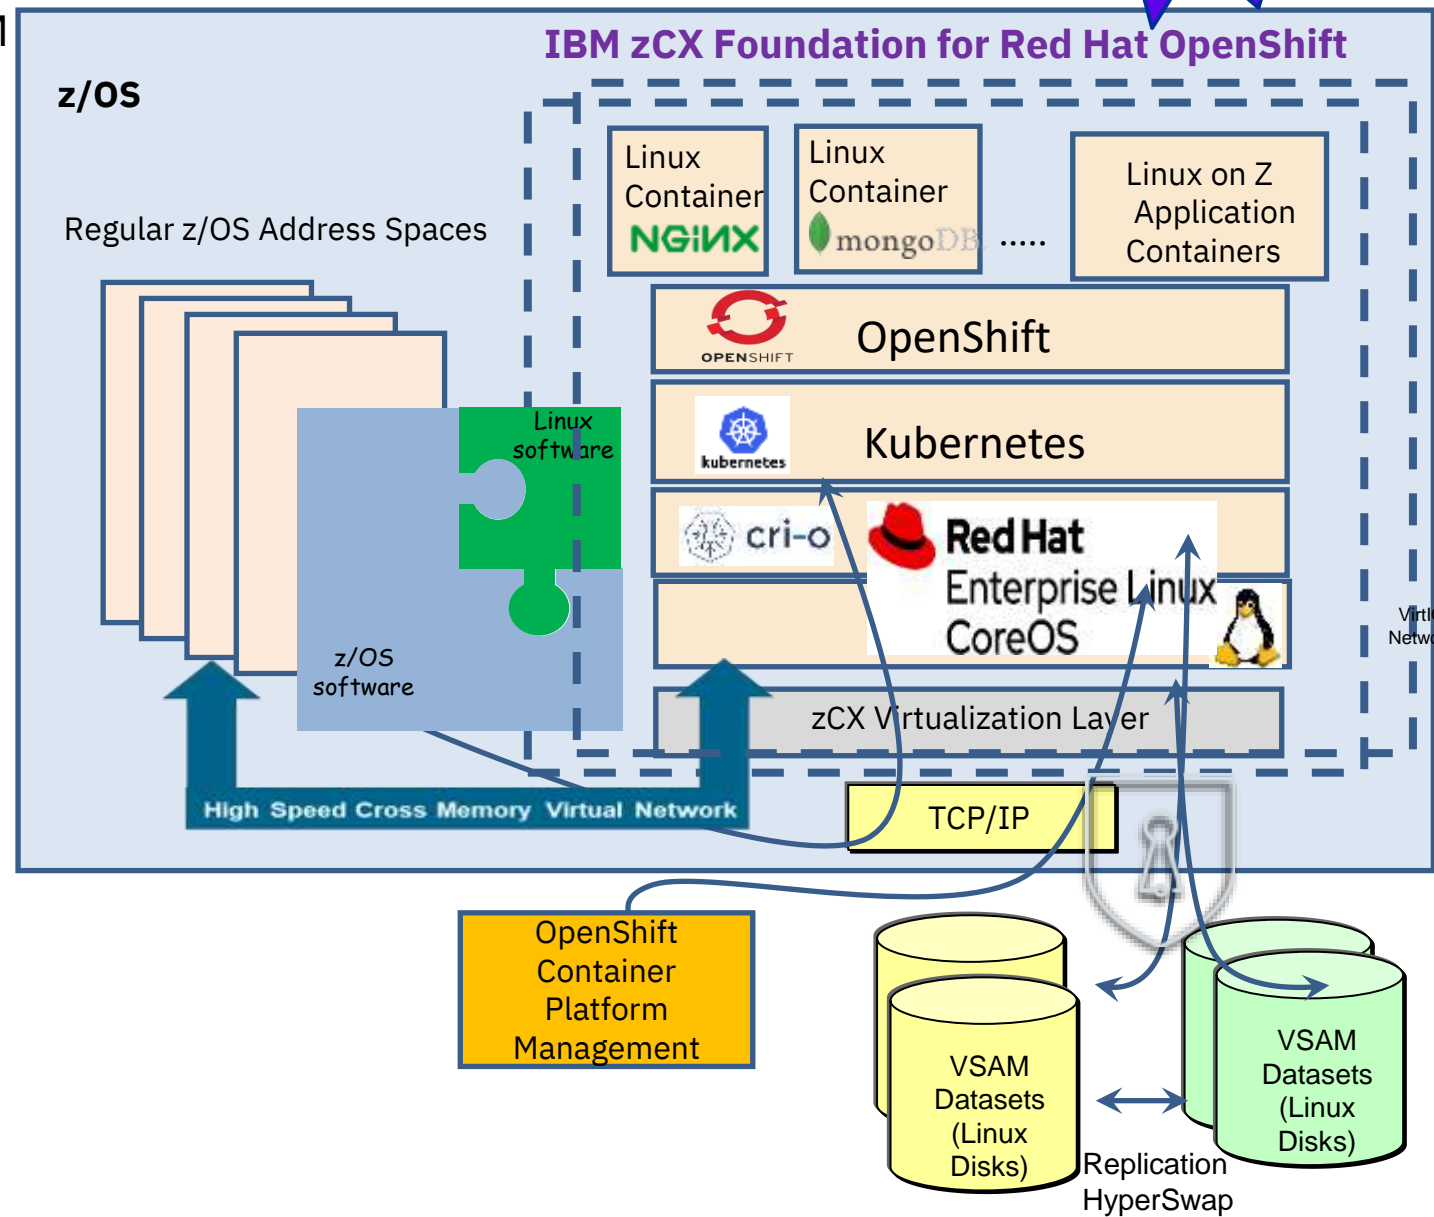 IBM zCX Foundation for Red Hat OpenShift
z/OS
Regular z/OS Address Spaces
Linux
Container
NGiNX
Linux
Container
mongoDB
.....
Linux on Z
Application
Containers
OPENSHIFT
OpenShift
kubernetes
Kubernetes
cri-o
Red Hat
Enterprise Linux
CoreOS
Linux
software
z/OS
software
zCX Virtualization Layer
High Speed Cross Memory Virtual Network
TCP/IP
OpenShift
Container
Platform
Management
VSAM
Datasets
(Linux
Disks)
VSAM
Datasets
(Linux
Disks)
Replication
HyperSwap